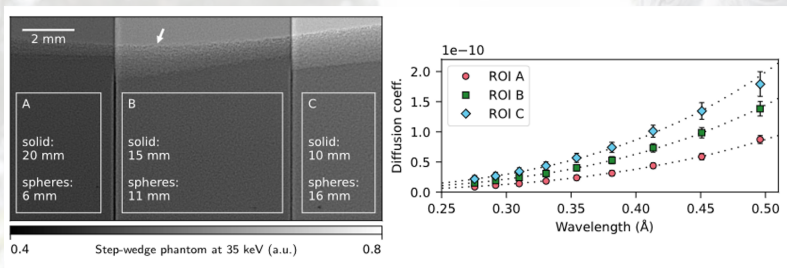 2 mm
A
solid:
20 mm
spheres:
6 mm
B
solid:
15 mm
spheres:
11 mm
C
solid:
10 mm
spheres:
16 mm
0.4
Step-wedge phantom at 35 keV (a.u.)
0.8
1e−10
Diffusion coeff.
2.0
1.5
1.0
0.5
0.0
ROI A
ROI B
ROI C
0.25 0.30 0.35 0.40 0.45 0.50
Wavelength (Å)